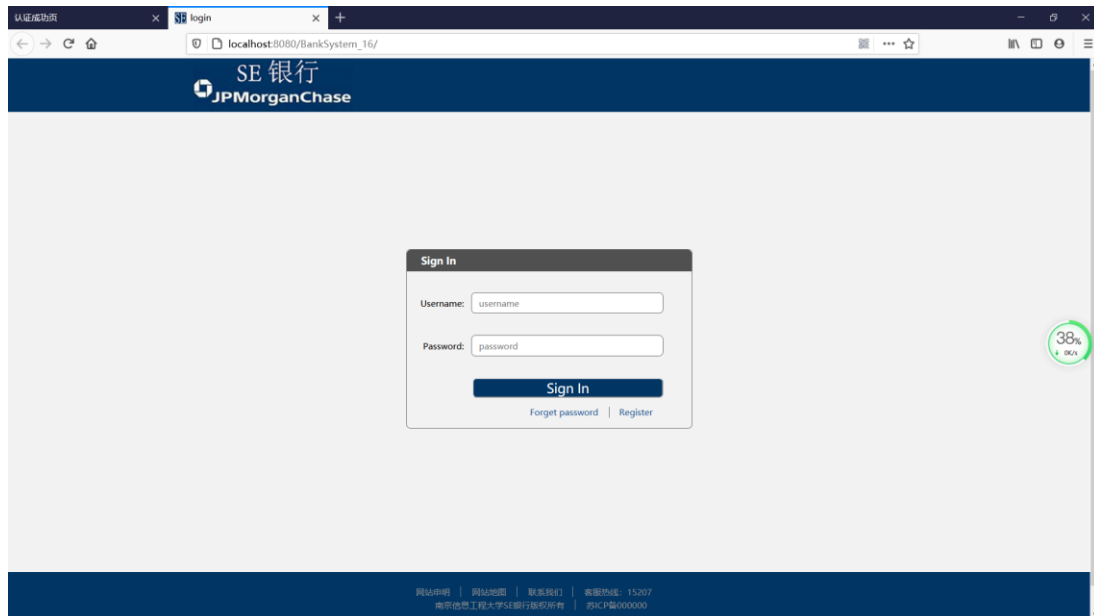 认证成功页
SE login
localhost:8080/BankSystem_16/
SE 银行
JPMorganChase
Sign In
Username: username
Password: password
Sign In
Forget password | Register
38%
0K/s
网站申明 | 网站地图 | 联系我们 | 客服热线: 15207
南京信息工程大学SE银行版权所有 | 苏ICP备000000